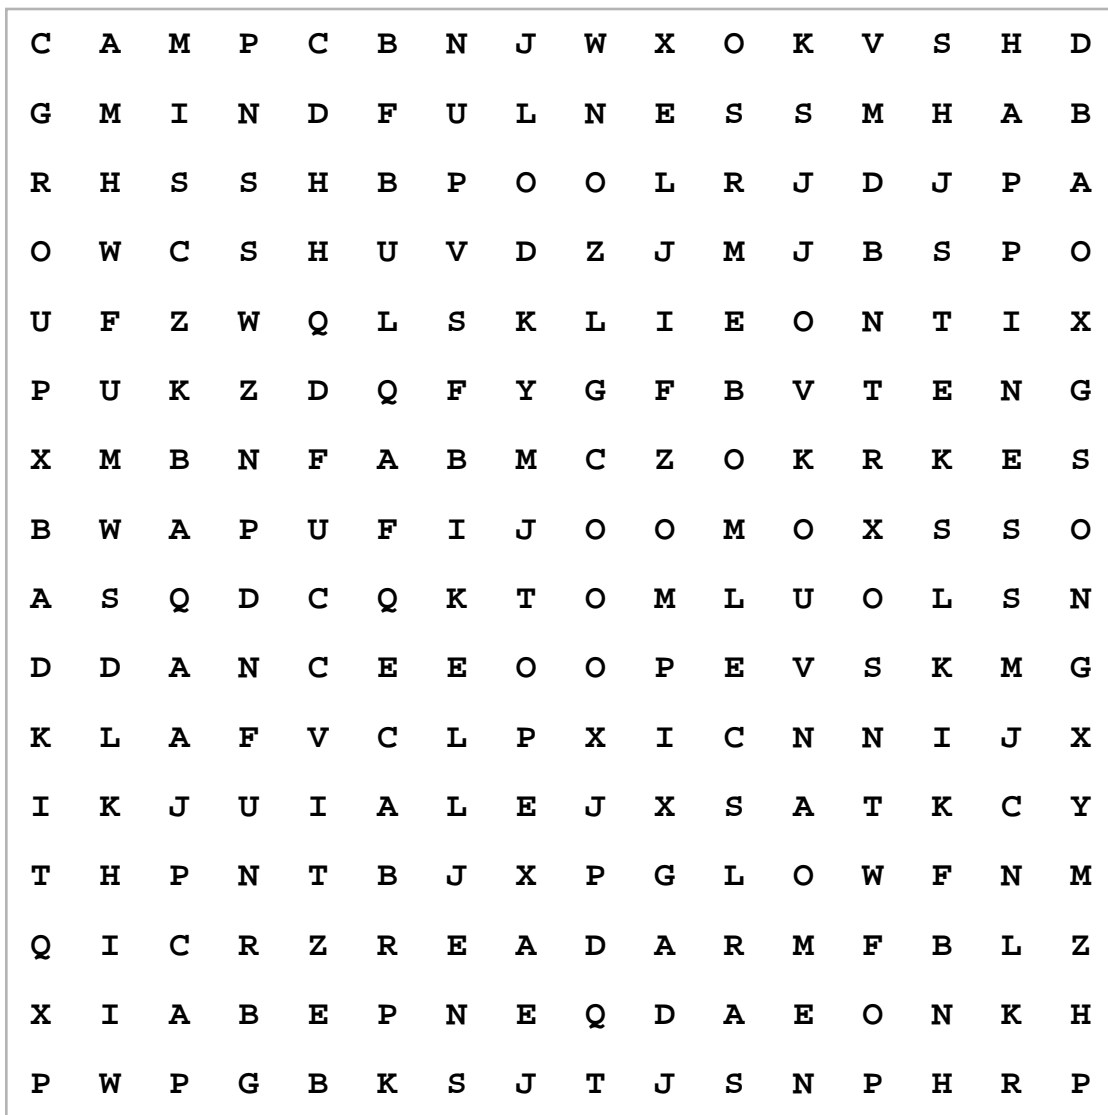 C A M P C B N J W X O K V S H D
G M I N D F U L N E S S M H A B
R H S S H B P O O L R J D J P A
O W C S H U V D Z J M J B S P O
U F Z W Q L S K L I E O N T I X
P U K Z D Q F Y G F B V T E N G
X M B N F A B M C Z O K R K E S
B W A P U F I J O O M O X S S O
A S Q D C Q K T O M L U O L S N
D D A N C E E O O P E V S K M G
K L A F V C L P X I C N N I J X
I K J U I A L E J X S A T K C Y
T H P N T B J X P G L O W F N M
Q I C R Z R E A D A R M F B L Z
X I A B E P N E Q D A E O N K H
P W P G B K S J T J S N P H R P